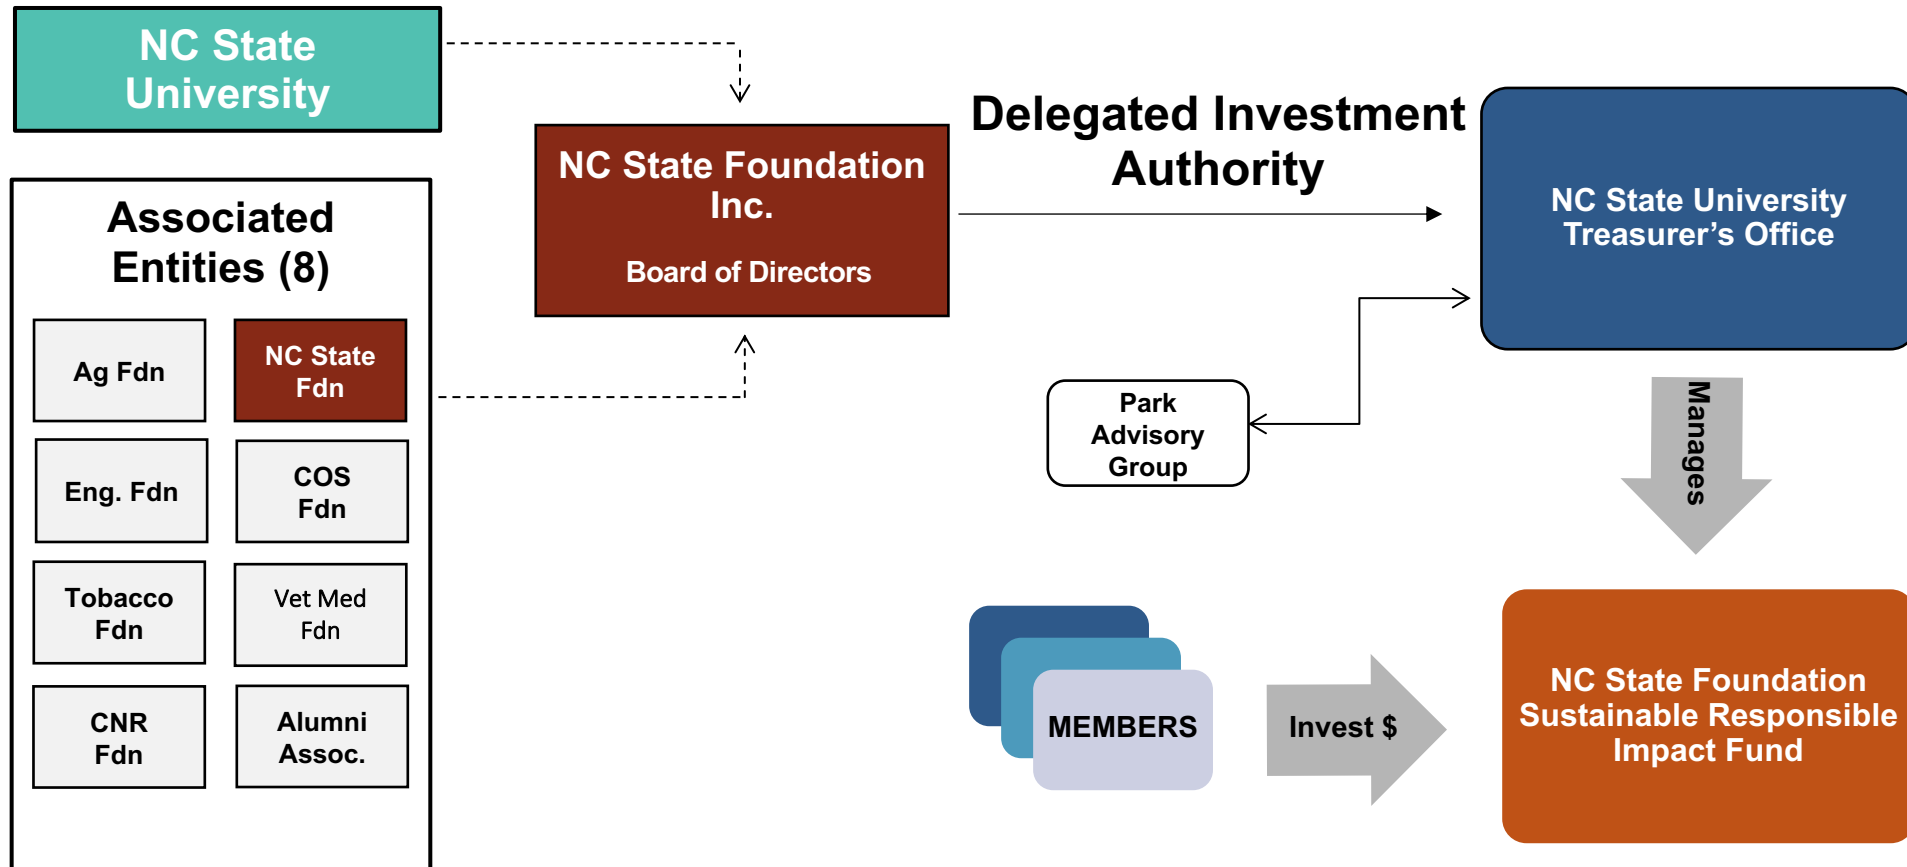 NC State
University
Associated
Entities (8)
Ag Fdn
NC State
Fdn
Eng. Fdn
COS
Fdn
Tobacco
Fdn
Vet Med
Fdn
CNR
Fdn
Alumni
Assoc.
NC State Foundation
Inc.
Board of Directors
Delegated Investment
Authority
NC State University
Treasurer’s Office
Park
Advisory
Group
Manages
MEMBERS
Invest $
NC State Foundation
Sustainable Responsible
Impact Fund